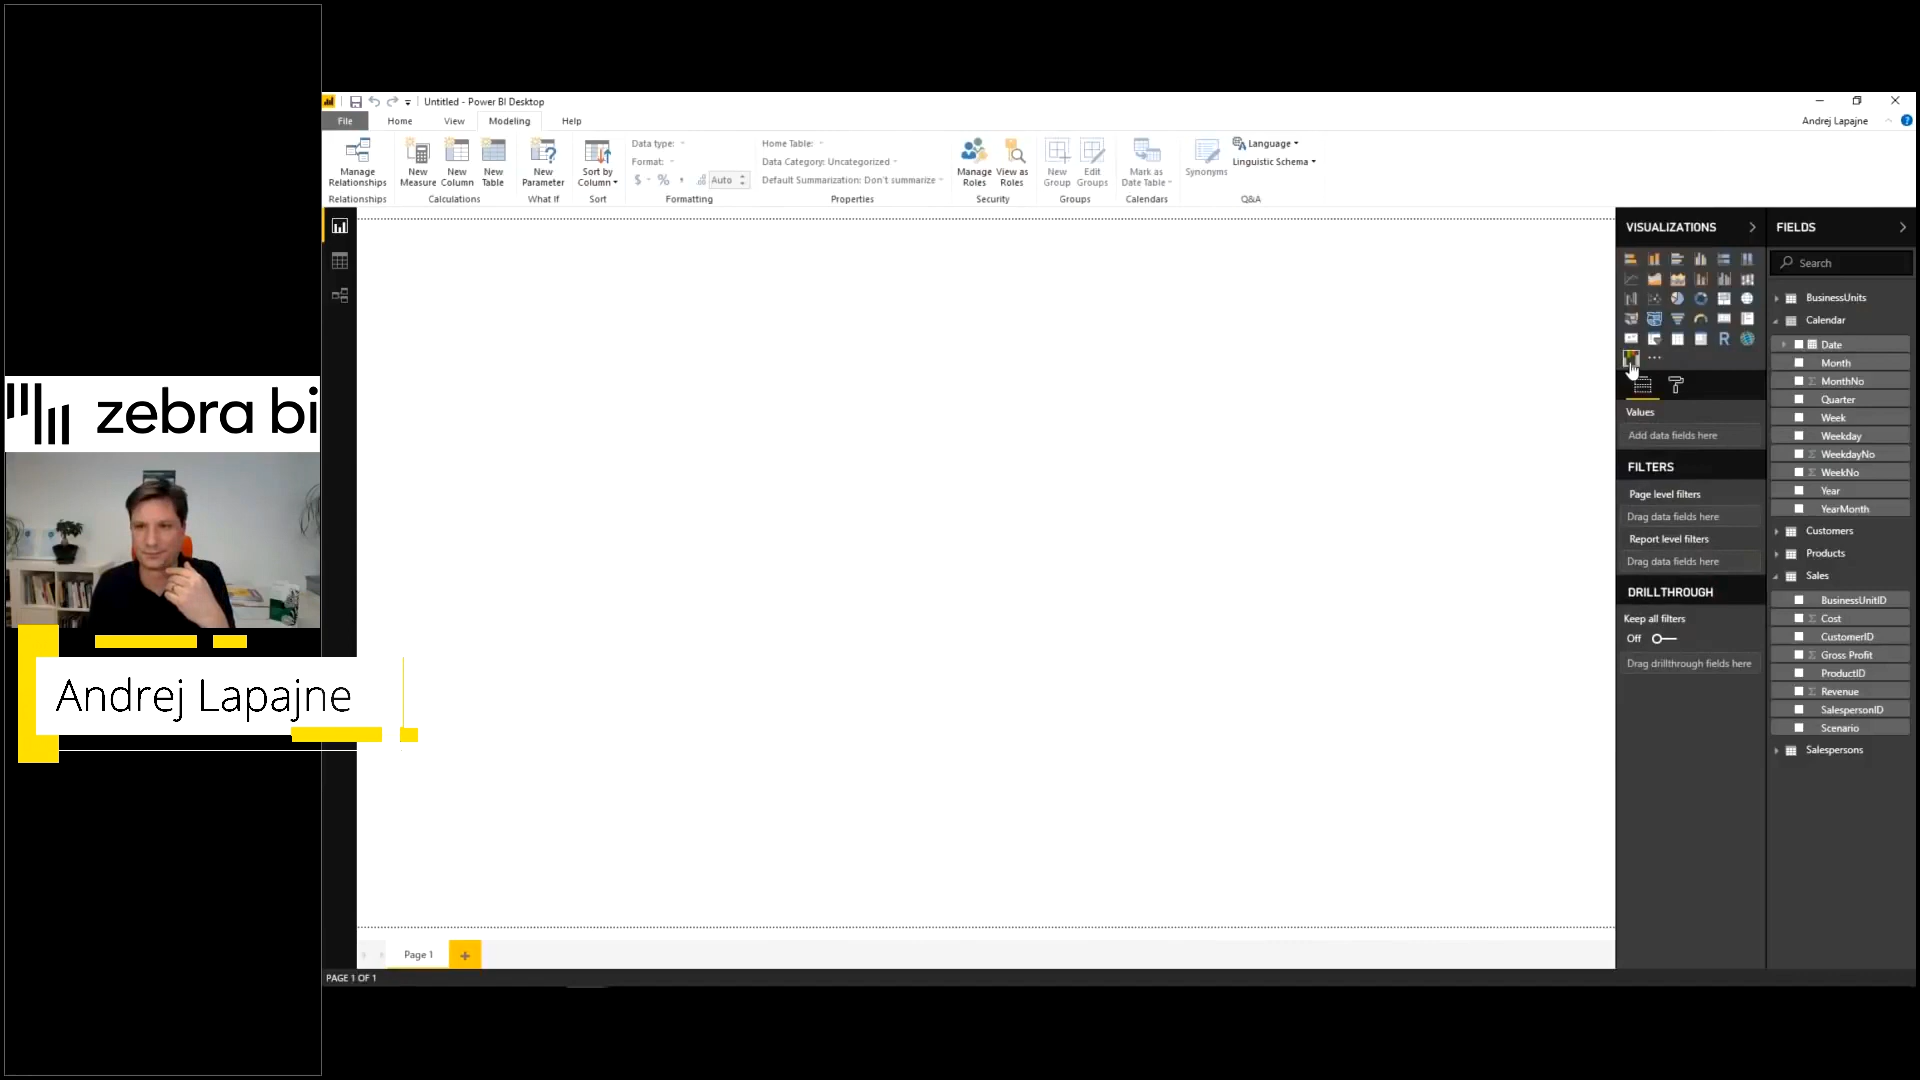 Untitled - Power BI Desktop
Andrej Lapajne
File Home View Modeling Help
Manage Relationships
New Measure
New Column
New Table
New Parameter
Sort by Column
Data type:
Format:
$ % , Auto
Home Table:
Data Category: Uncategorized
Default Summarization: Don't summarize
Manage Roles
View as Roles
New Group
Edit Groups
Mark as Date Table
Synonyms
Language
Linguistic Schema
Relationships Calculations What If Sort Formatting Properties Security Groups Calendars Q&A
VISUALIZATIONS
R
Values
Add data fields here
FILTERS
Page level filters
Drag data fields here
Report level filters
Drag data fields here
DRILLTHROUGH
Keep all filters
Off
Drag drillthrough fields here
FIELDS
Search
BusinessUnits
Calendar
Date
Month
MonthNo
Quarter
Week
Weekday
WeekdayNo
WeekNo
Year
YearMonth
Customers
Products
Sales
BusinessUnitID
Cost
CustomerID
Gross Profit
ProductID
Revenue
SalespersonID
Scenario
Salespersons
zebra bi
Andrej Lapajne
Page 1
PAGE 1 OF 1